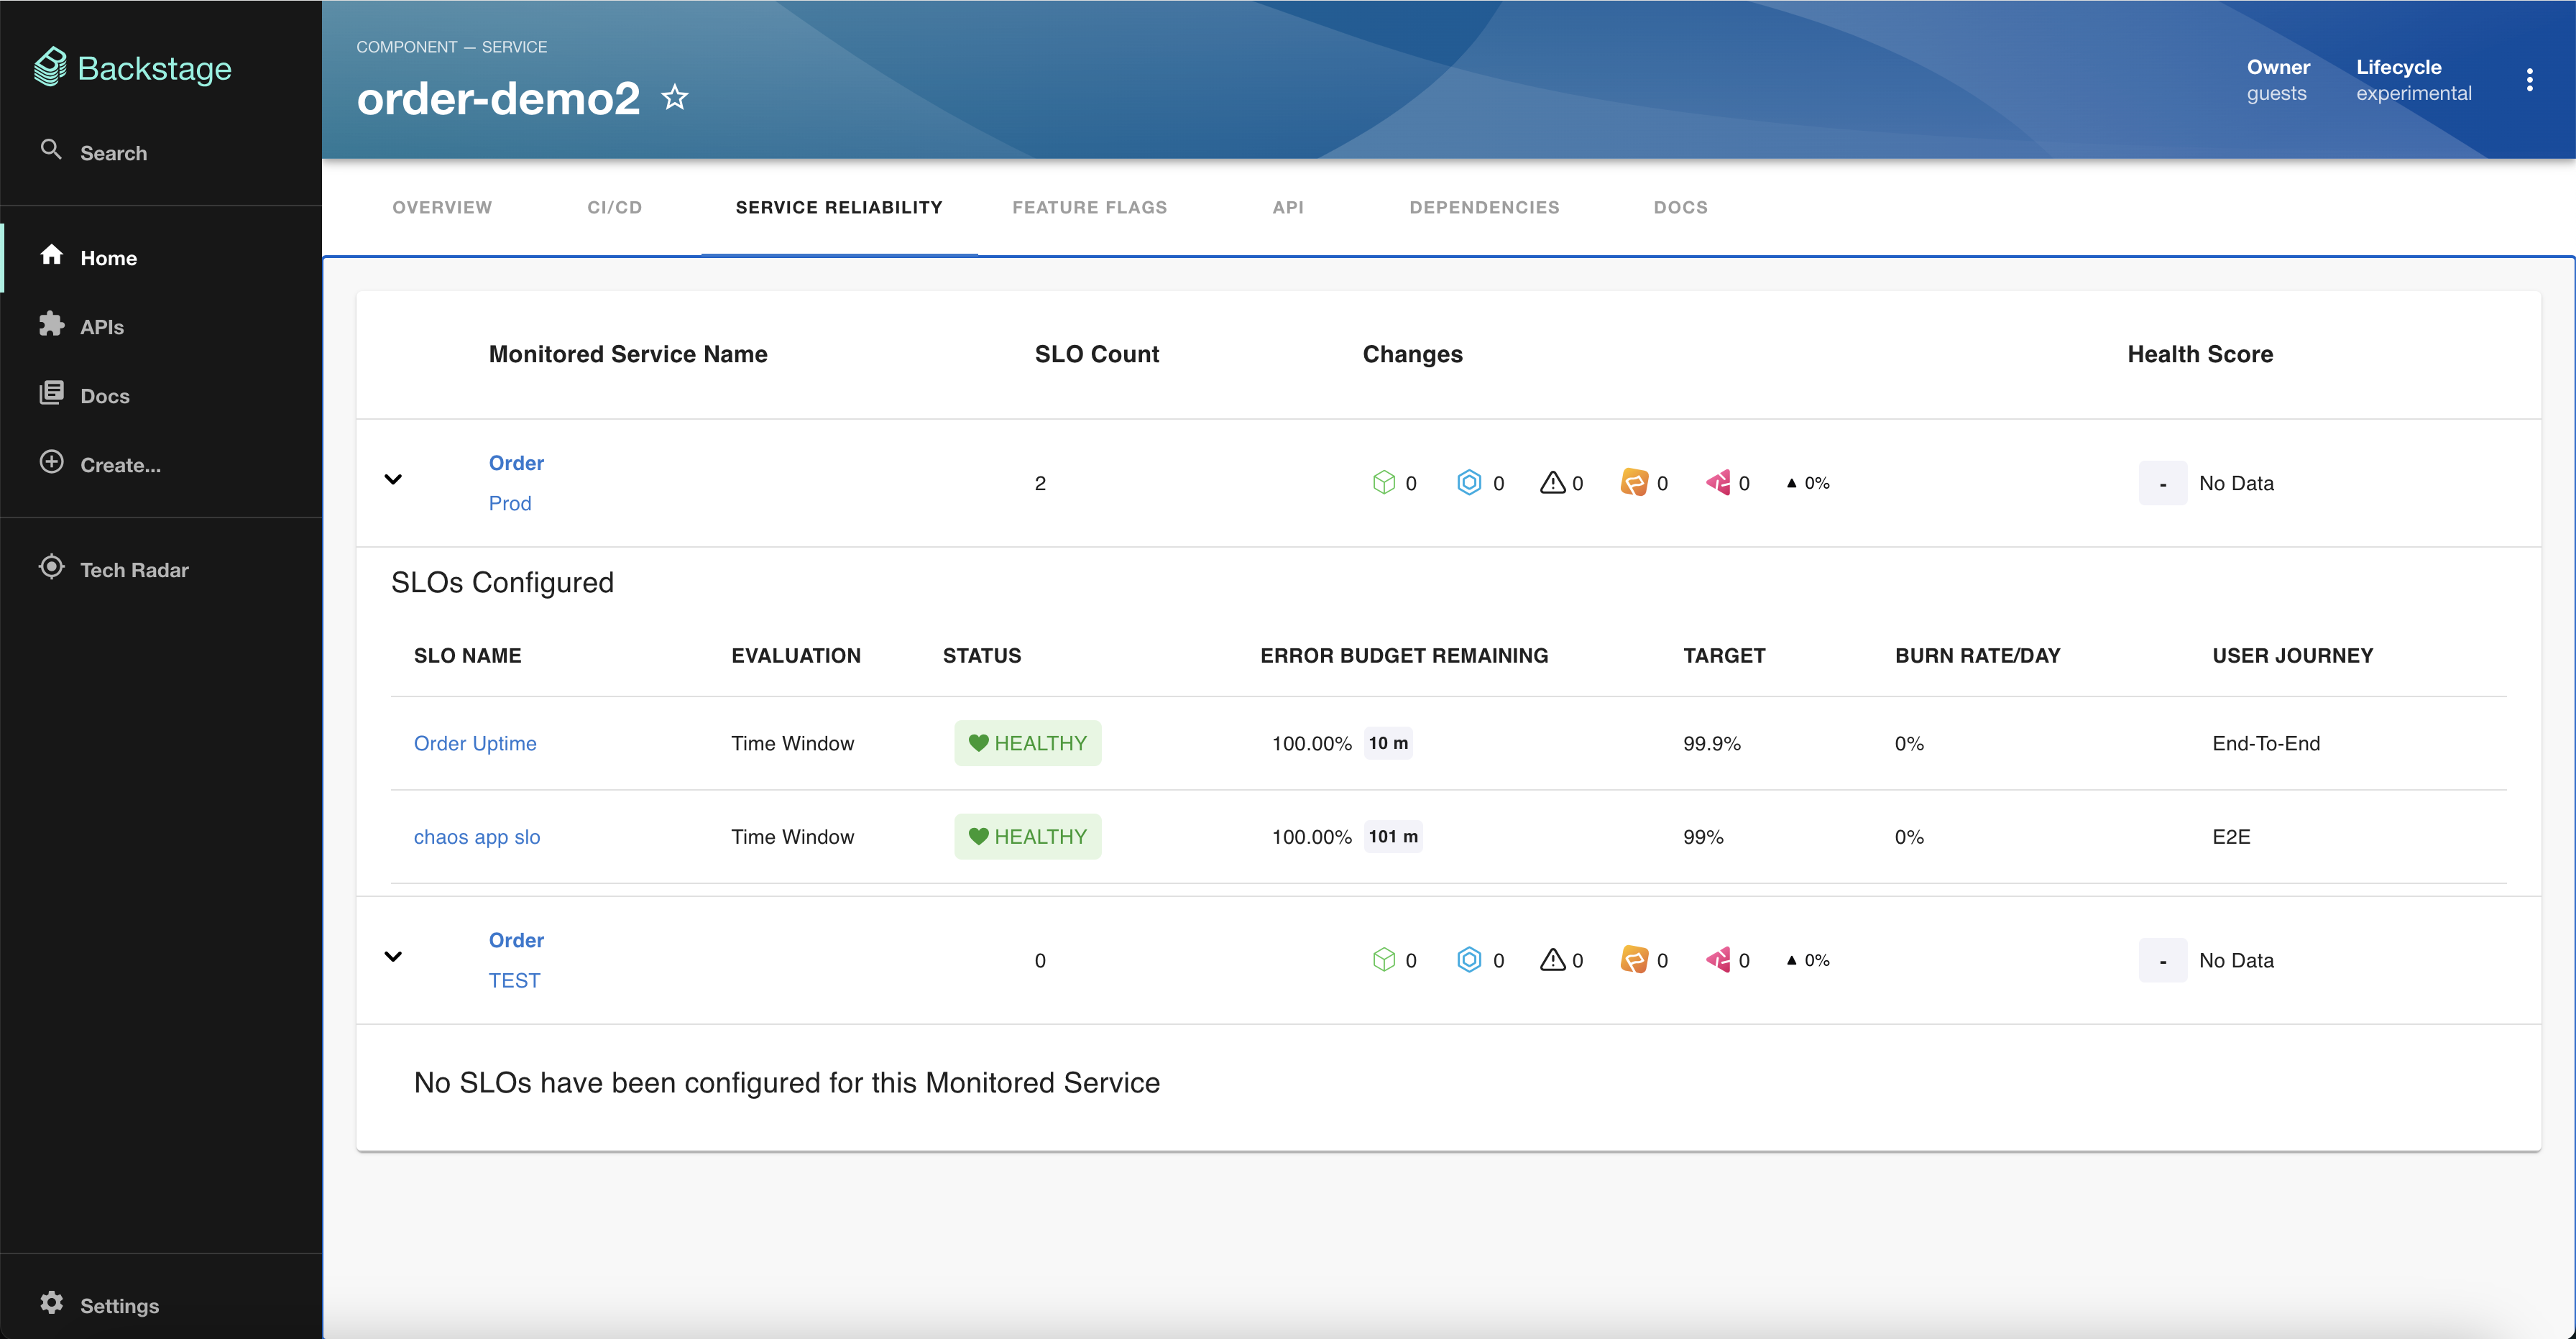 Backstage
Search
Home
APIs
Docs
Create...
Tech Radar
Settings
COMPONENT — SERVICE
order-demo2
Owner
guests
Lifecycle
experimental
OVERVIEW CI/CD SERVICE RELIABILITY FEATURE FLAGS API DEPENDENCIES DOCS
Monitored Service Name SLO Count Changes Health Score
Order
Prod
2 0 0 0 0 0 ▲ 0% - No Data
SLOs Configured
SLO NAME EVALUATION STATUS ERROR BUDGET REMAINING TARGET BURN RATE/DAY USER JOURNEY
Order Uptime Time Window HEALTHY 100.00% 10 m 99.9% 0% End-To-End
chaos app slo Time Window HEALTHY 100.00% 101 m 99% 0% E2E
Order
TEST
0 0 0 0 0 0 ▲ 0% - No Data
No SLOs have been configured for this Monitored Service